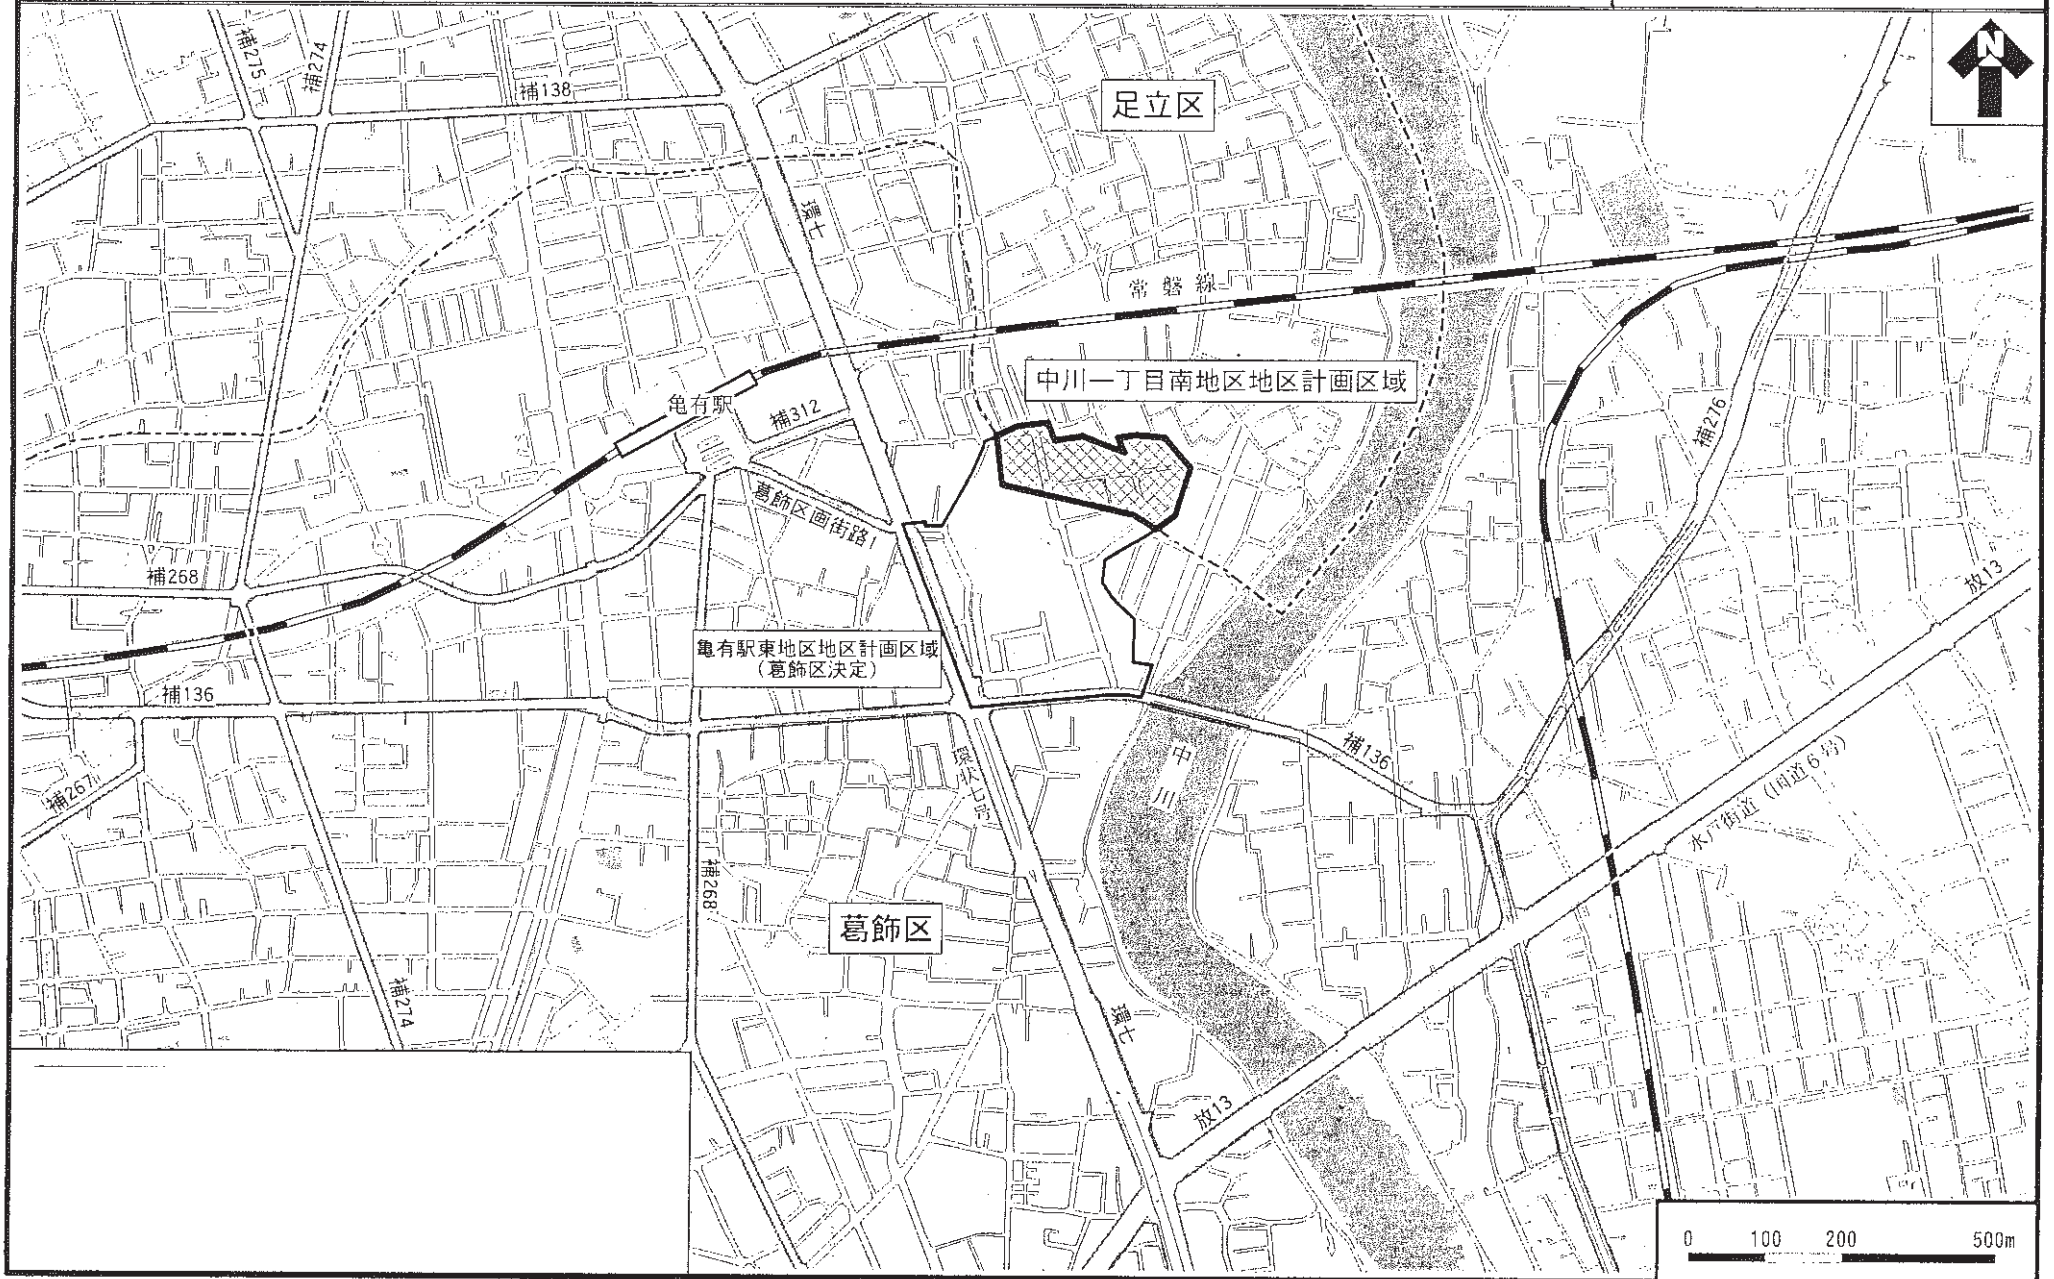 補275
補274
補138
足立区
N
環七
常磐線
中川一丁目南地区地区計画区域
亀有駅
補312
補276
葛飾区画街路1
補268
放13
亀有駅東地区地区計画区域
(葛飾区決定)
補136
補136
中川
補267
環状七号
水戸街道(国道6号)
補268
葛飾区
補274
環七
放13
0 100 200 500m